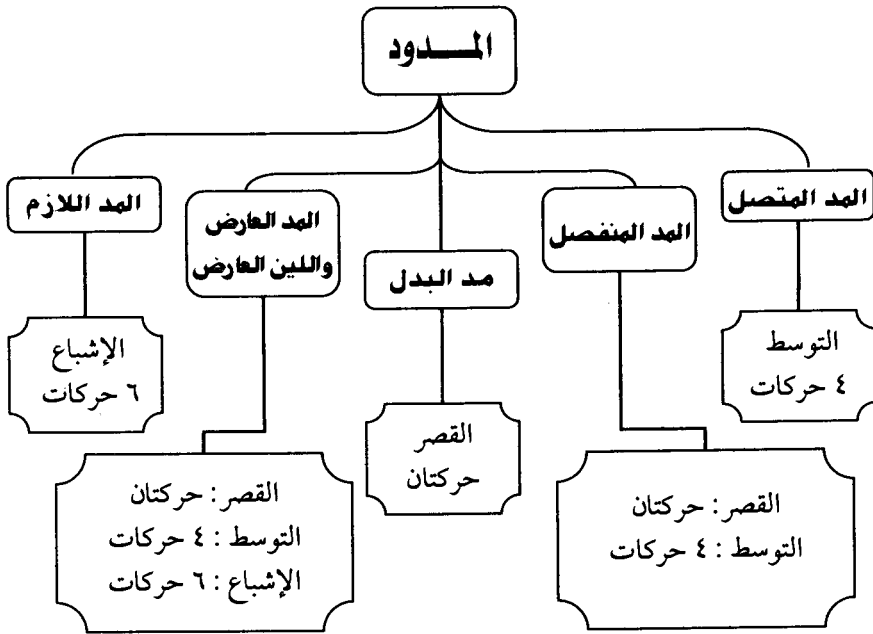 المـــدود
المد المتصل
التوسط
٤ حركات
المد المنفصل
القصر : حركتان
التوسط : ٤ حركات
مد البدل
القصر
حركتان
المد العارض
واللين العارض
القصر : حركتان
التوسط : ٤ حركات
الإشباع : ٦ حركات
المد اللازم
الإشباع
٦ حركات